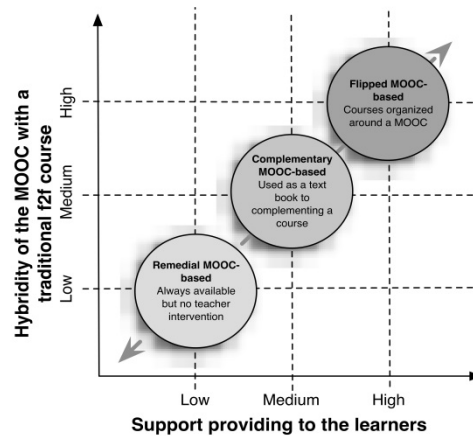 Hybridity of the MOOC with a
traditional f2f course
High
Medium
Low
Flipped MOOC-
based
Courses organized
around a MOOC
Complementary
MOOC-based
Used as a text
book to
complementing a
course
Remedial MOOC-
based
Always available
but no teacher
intervention
Low
Medium
High
Support providing to the learners